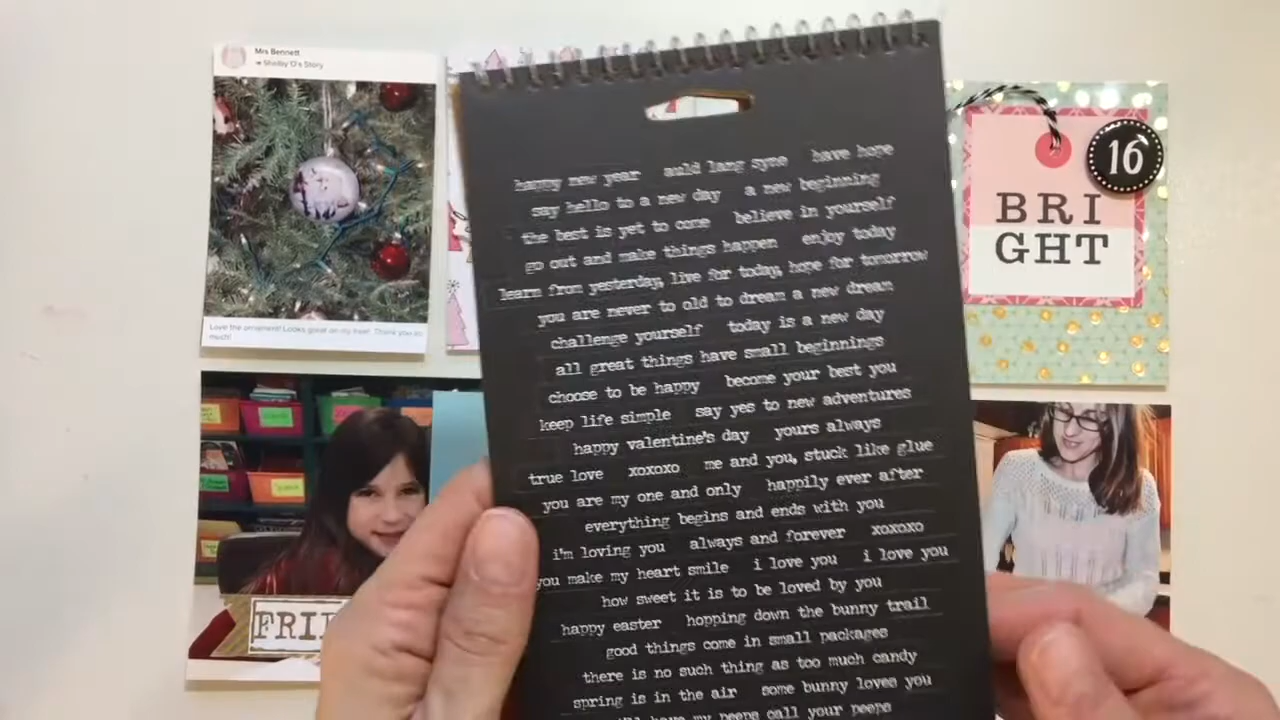 Mrs Bennett
Shelby D's Story
Love the ornament! Looks great on my tree! Thank you so
much!
happy new year auld lang syne have hope
say hello to a new day a new beginning
the best is yet to come believe in yourself
go out and make things happen enjoy today
learn from yesterday, live for today, hope for tomorrow
you are never to old to dream a new dream
challenge yourself today is a new day
all great things have small beginnings
choose to be happy become your best you
keep life simple say yes to new adventures
happy valentine's day yours always
true love xoxoxo me and you, stuck like glue
you are my one and only happily ever after
everything begins and ends with you
i'm loving you always and forever xoxoxo
you make my heart smile i love you i love you
how sweet it is to be loved by you
happy easter hopping down the bunny trail
good things come in small packages
there is no such thing as too much candy
spring is in the air some bunny loves you
have my peeps call your peeps
16
BRI
GHT
FRI